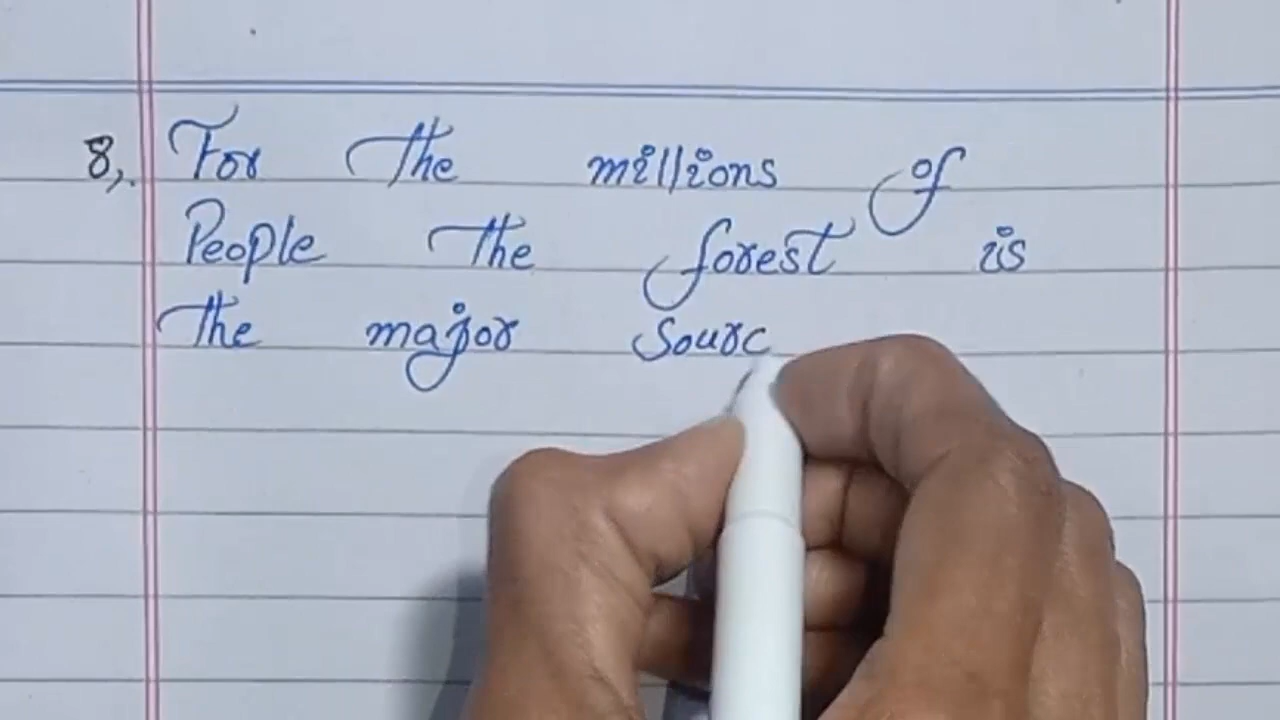 8,. For the millions of
People the forest is
the major Sourc